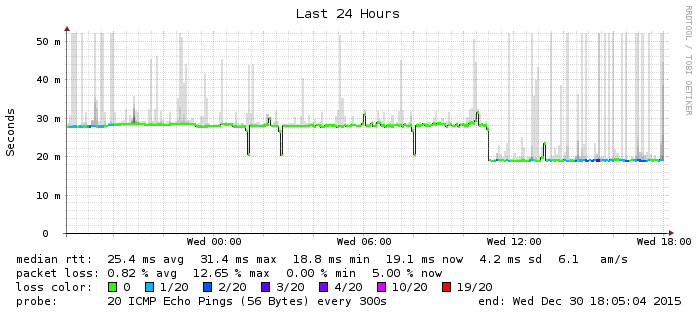 Last 24 Hours
RRDTOOL / TOBI OETIKER
Seconds
50 m
40 m
30 m
20 m
10 m
0
Wed 00:00 Wed 06:00 Wed 12:00 Wed 18:00
median rtt: 25.4 ms avg 31.4 ms max 18.8 ms min 19.1 ms now 4.2 ms sd 6.1 am/s
packet loss: 0.82 % avg 12.65 % max 0.00 % min 5.00 % now
loss color: 0 1/20 2/20 3/20 4/20 10/20 19/20
probe: 20 ICMP Echo Pings (56 Bytes) every 300s end: Wed Dec 30 18:05:04 2015